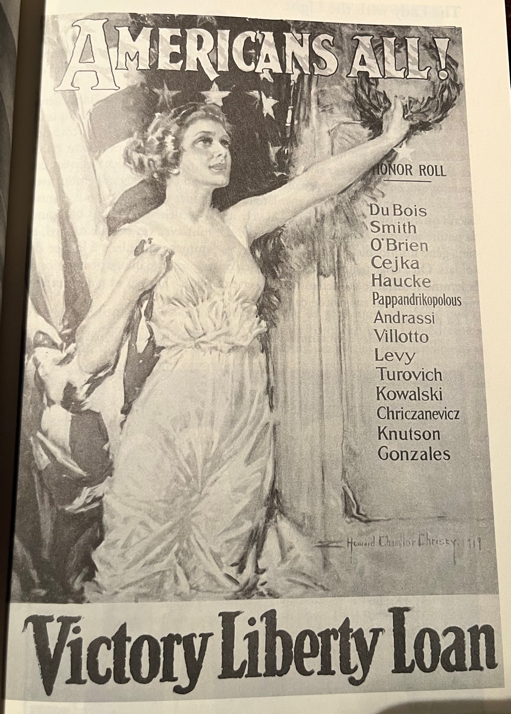 AMERICANS ALL!
HONOR ROLL
Du Bois
Smith
O'Brien
Cejka
Haucke
Pappandrikopolous
Andrassi
Villotto
Levy
Turovich
Kowalski
Chriczanevicz
Knutson
Gonzales
Howard Chandler Christy. 1919
Victory Liberty Loan